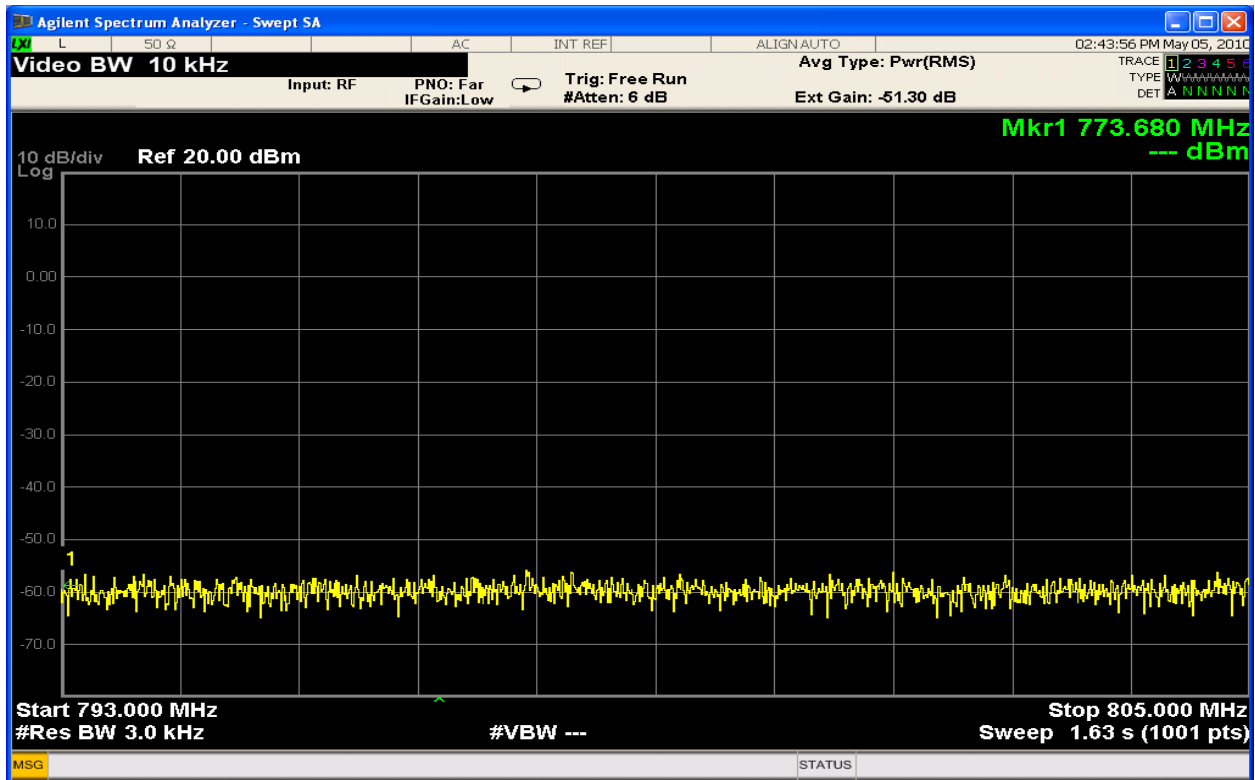 Agilent Spectrum Analyzer - Swept SA
LXI L 50 Ω AC INT REF ALIGN AUTO 02:43:56 PM May 05, 2010
Video BW 10 kHz
Input: RF
PNO: Far
IFGain:Low
Trig: Free Run
#Atten: 6 dB
Avg Type: Pwr(RMS)
Ext Gain: -51.30 dB
TRACE 1 2 3 4 5 6
TYPE
DET A N N N N N
Mkr1 773.680 MHz
--- dBm
10 dB/div Ref 20.00 dBm
Log
10.0
0.00
-10.0
-20.0
-30.0
-40.0
-50.0
1
-60.0
-70.0
Start 793.000 MHz Stop 805.000 MHz
#Res BW 3.0 kHz #VBW --- Sweep 1.63 s (1001 pts)
MSG STATUS